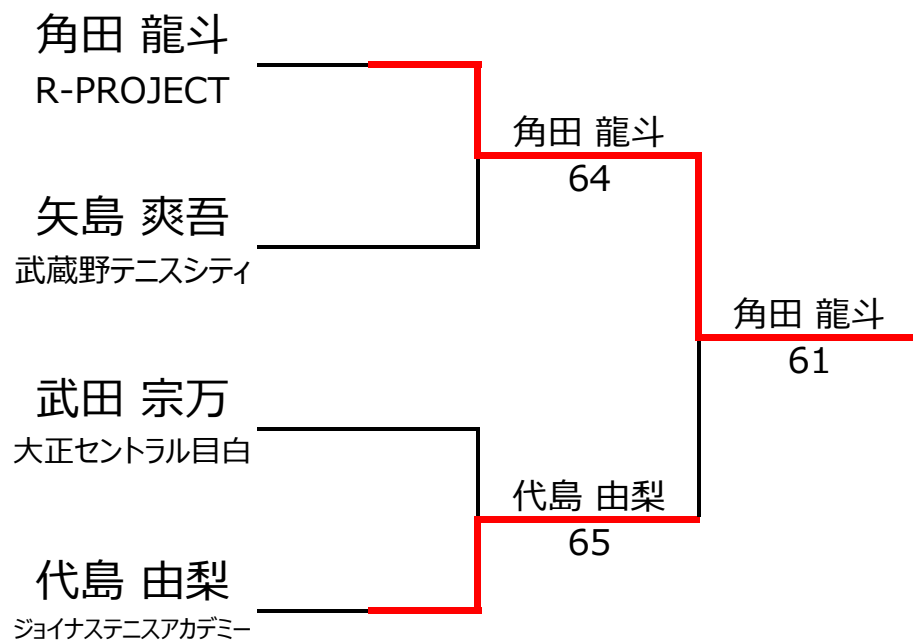 角田 龍斗
R-PROJECT
角田 龍斗
64
矢島 爽吾
武蔵野テニスシティ
角田 龍斗
61
武田 宗万
大正セントラル目白
代島 由梨
65
代島 由梨
ジョイナステニスアカデミー